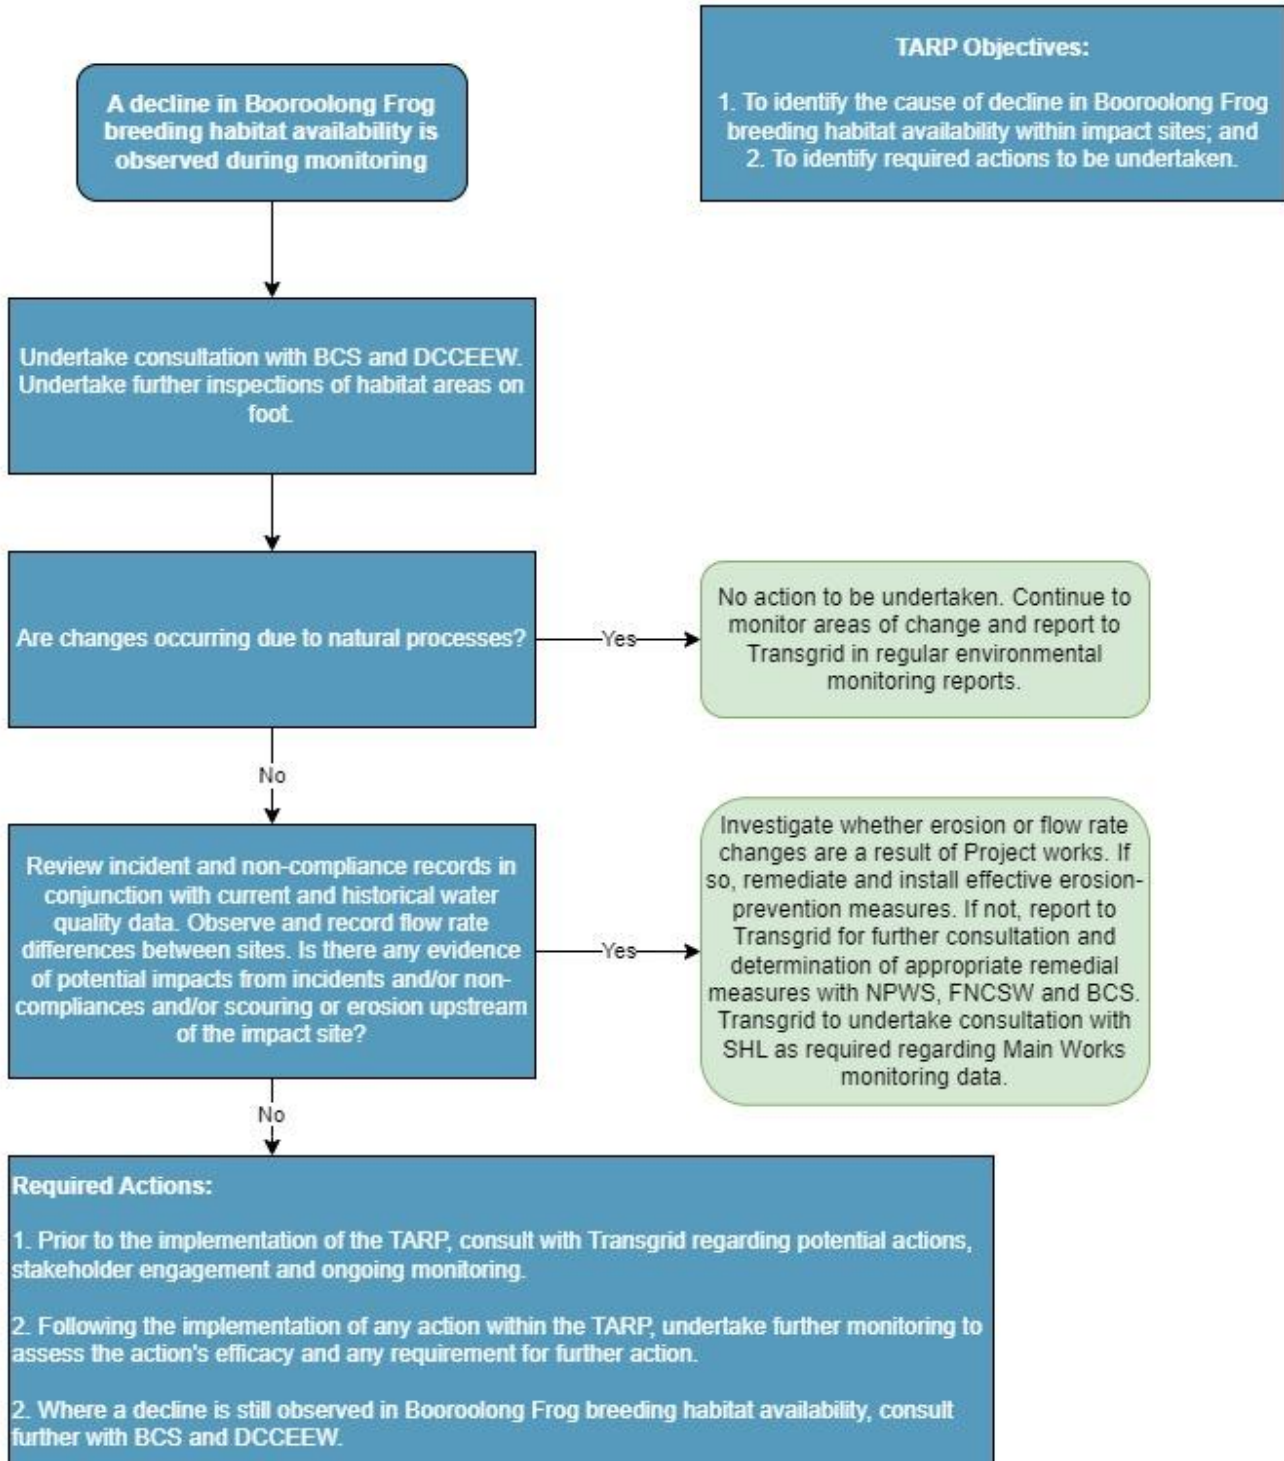 A decline in Booroolong Frog
breeding habitat availability is
observed during monitoring
TARP Objectives:
1. To identify the cause of decline in Booroolong Frog
breeding habitat availability within impact sites; and
2. To identify required actions to be undertaken.
Undertake consultation with BCS and DCCEEW.
Undertake further inspections of habitat areas on
foot.
Are changes occurring due to natural processes?
Yes
No action to be undertaken. Continue to
monitor areas of change and report to
Transgrid in regular environmental
monitoring reports.
No
Review incident and non-compliance records in
conjunction with current and historical water
quality data. Observe and record flow rate
differences between sites. Is there any evidence
of potential impacts from incidents and/or non-
compliances and/or scouring or erosion upstream
of the impact site?
Yes
Investigate whether erosion or flow rate
changes are a result of Project works. If
so, remediate and install effective erosion-
prevention measures. If not, report to
Transgrid for further consultation and
determination of appropriate remedial
measures with NPWS, FNCSW and BCS.
Transgrid to undertake consultation with
SHL as required regarding Main Works
monitoring data.
No
Required Actions:
1. Prior to the implementation of the TARP, consult with Transgrid regarding potential actions,
stakeholder engagement and ongoing monitoring.
2. Following the implementation of any action within the TARP, undertake further monitoring to
assess the action's efficacy and any requirement for further action.
2. Where a decline is still observed in Booroolong Frog breeding habitat availability, consult
further with BCS and DCCEEW.